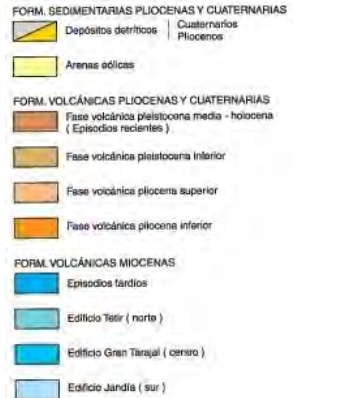 FORM. SEDIMENTARIAS PLIOCENAS Y CUATERNARIAS
Depósitos detríticos | Cuaternarios
Pliocenos
Arenas eólicas
FORM. VOLCÁNICAS PLIOCENAS Y CUATERNARIAS
Fase volcánica pleistocena media - holocena
( Episodios recientes )
Fase volcánica pleistocena inferior
Fase volcánica pliocena superior
Fase volcánica pliocena inferior
FORM. VOLCÁNICAS MIOCENAS
Episodios tardíos
Edificio Tetir ( norte )
Edificio Gran Tarajal ( centro )
Edificio Jandía ( sur )